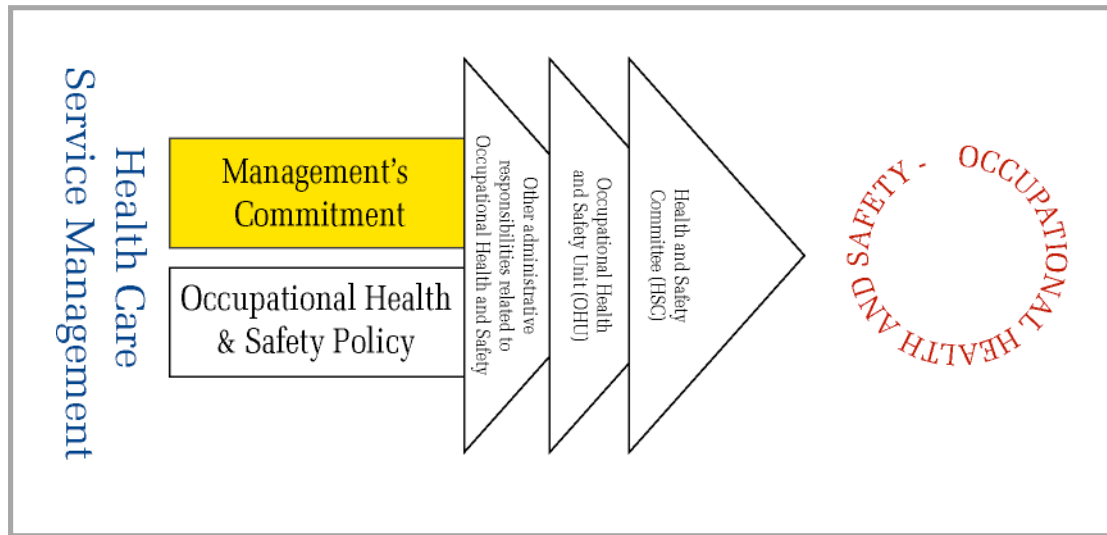 Health Care
Service Management
Management's
Commitment
Occupational Health
& Safety Policy
Other administrative
responsibilities related to
Occupational Health and Safety
Occupational Health
and Safety Unit (OHU)
Health and Safety
Committee (HSC)
OCCUPATIONAL HEALTH AND SAFETY -